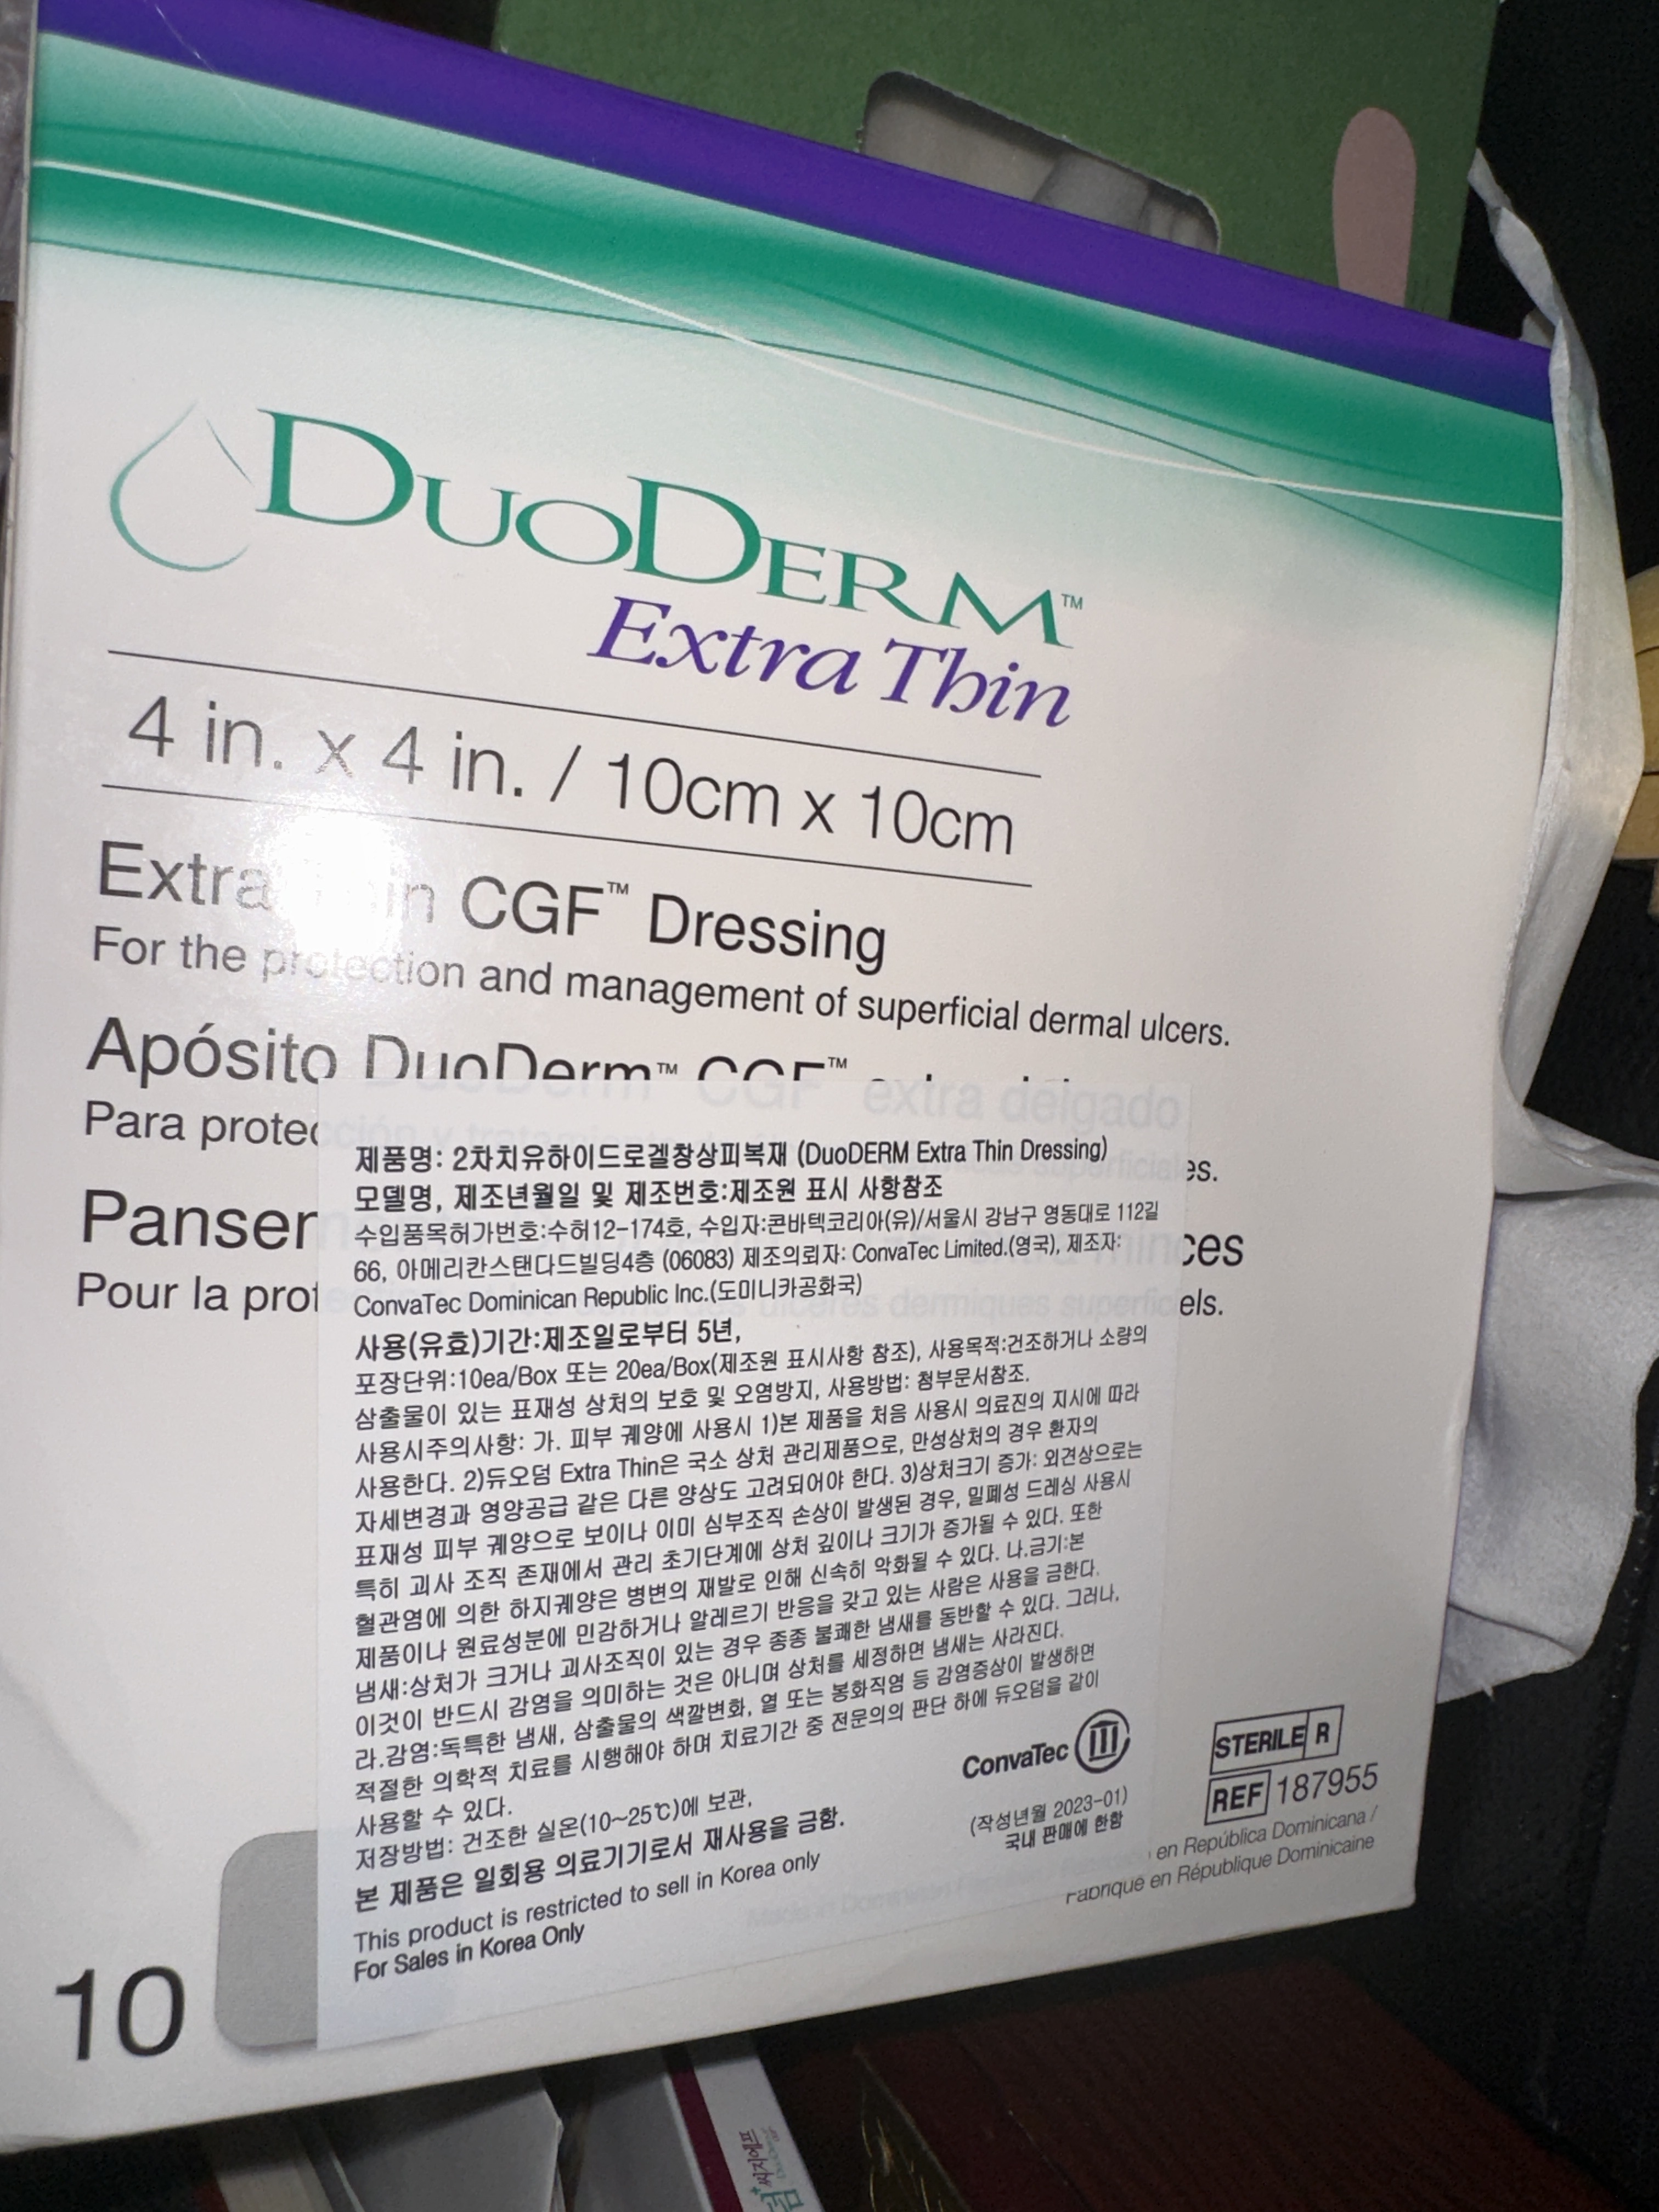 DUODERM™
Extra Thin
4 in. x 4 in. / 10cm x 10cm
Extra in CGF™ Dressing
For the protection and management of superficial dermal ulcers.
Apósito DuoDerm™ CGF™ extra delgado
Para protec
es.
Panser
ces
Pour la prot
els.
제품명: 2차치유하이드로겔창상피복재 (DuoDERM Extra Thin Dressing)
모델명, 제조년월일 및 제조번호:제조원 표시 사항참조
수입품목허가번호:수허12-174호, 수입자:콘바텍코리아(유)/서울시 강남구 영동대로 112길
66, 아메리칸스탠다드빌딩4층 (06083) 제조의뢰자: ConvaTec Limited.(영국), 제조자:
ConvaTec Dominican Republic Inc.(도미니카공화국)
사용(유효)기간:제조일로부터 5년,
포장단위:10ea/Box 또는 20ea/Box(제조원 표시사항 참조), 사용목적:건조하거나 소량의
삼출물이 있는 표재성 상처의 보호 및 오염방지, 사용방법: 첨부문서참조.
사용시주의사항: 가. 피부 궤양에 사용시 1)본 제품을 처음 사용시 의료진의 지시에 따라
사용한다. 2)듀오덤 Extra Thin은 국소 상처 관리제품으로, 만성상처의 경우 환자의
자세변경과 영양공급 같은 다른 양상도 고려되어야 한다. 3)상처크기 증가: 외견상으로는
표재성 피부 궤양으로 보이나 이미 심부조직 손상이 발생된 경우, 밀폐성 드레싱 사용시
특히 괴사 조직 존재에서 관리 초기단계에 상처 깊이나 크기가 증가될 수 있다. 또한
혈관염에 의한 하지궤양은 병변의 재발로 인해 신속히 악화될 수 있다. 나.금기:본
제품이나 원료성분에 민감하거나 알레르기 반응을 갖고 있는 사람은 사용을 금한다.
냄새:상처가 크거나 괴사조직이 있는 경우 종종 불쾌한 냄새를 동반할 수 있다. 그러나,
이것이 반드시 감염을 의미하는 것은 아니며 상처를 세정하면 냄새는 사라진다.
라.감염:독특한 냄새, 삼출물의 색깔변화, 열 또는 봉화직염 등 감염증상이 발생하면
적절한 의학적 치료를 시행해야 하며 치료기간 중 전문의의 판단 하에 듀오덤을 같이
사용할 수 있다.
저장방법: 건조한 실온(10~25℃)에 보관,
본 제품은 일회용 의료기기로서 재사용을 금함.
This product is restricted to sell in Korea only
For Sales in Korea Only
ConvaTec
(작성년월 2023-01)
국내 판매에 한함
STERILE R
REF 187955
en República Dominicana /
Fabriqué en République Dominicaine
10
씨지에프